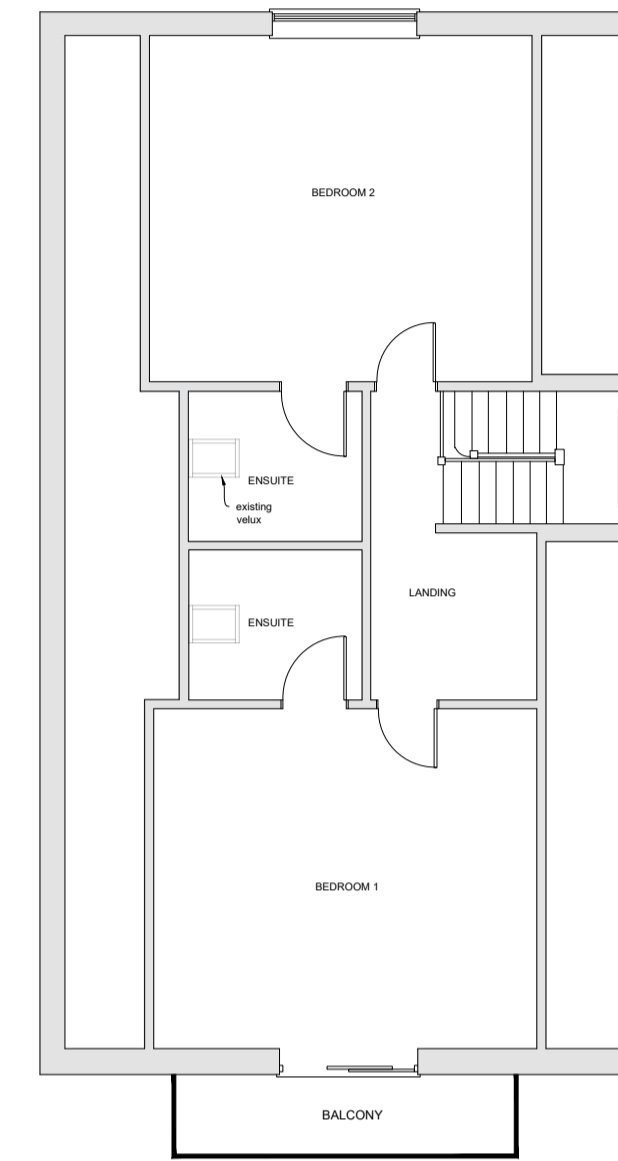 BEDROOM 2
ENSUITE
existing
velux
LANDING
ENSUITE
BEDROOM 1
BALCONY